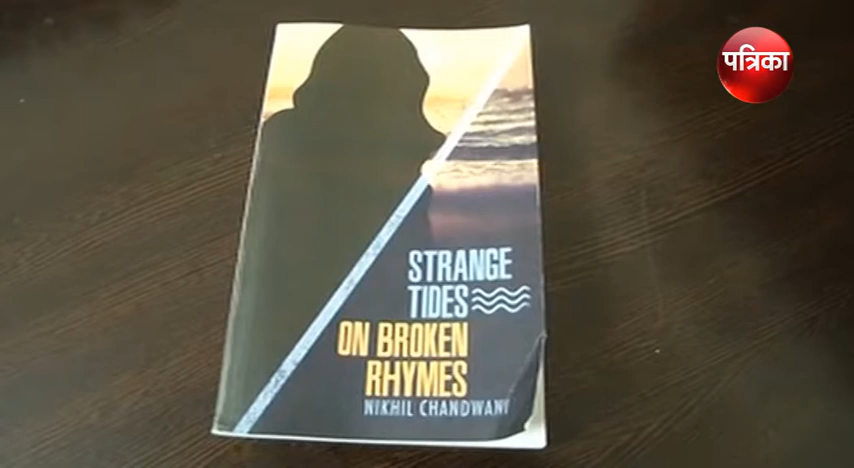 पत्रिका
STRANGE
TIDES
ON BROKEN
RHYMES
NIKHIL CHANDWANI